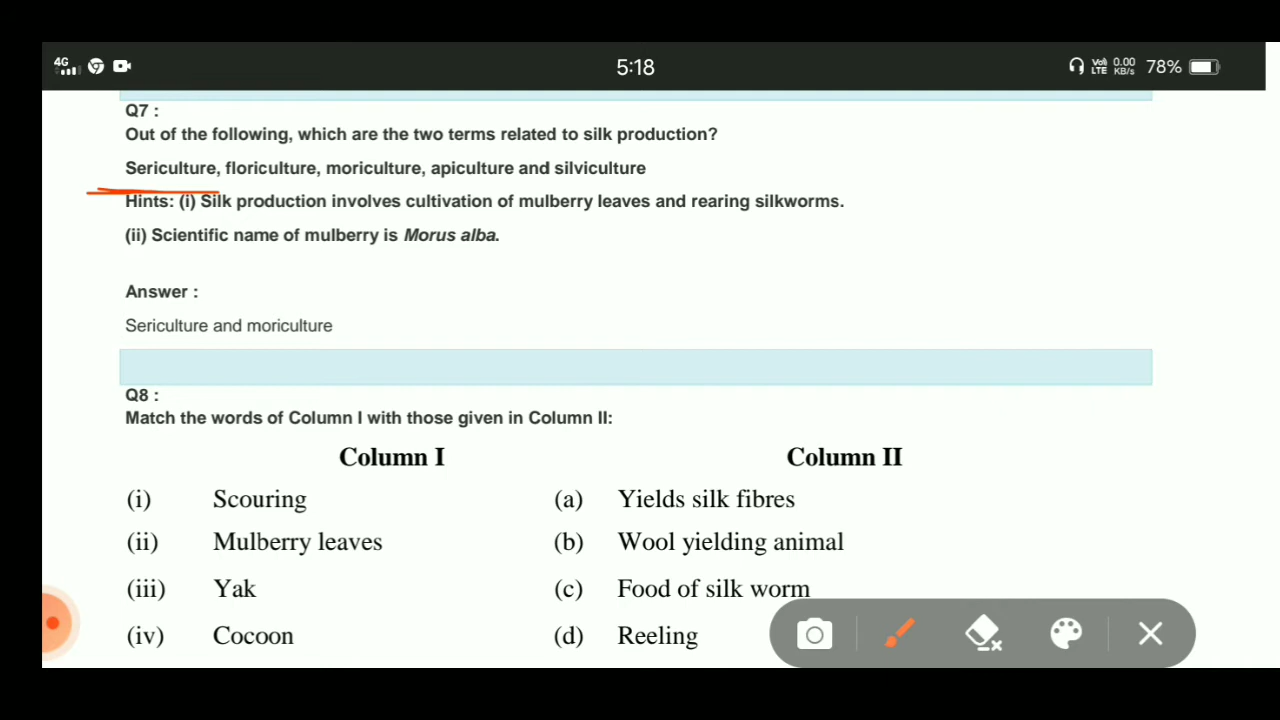 4G 5:18 Vo) LTE 0.00 KB/s 78%
Q7 :
Out of the following, which are the two terms related to silk production?
Sericulture, floriculture, moriculture, apiculture and silviculture
Hints: (i) Silk production involves cultivation of mulberry leaves and rearing silkworms.
(ii) Scientific name of mulberry is Morus alba.
Answer :
Sericulture and moriculture
Q8 :
Match the words of Column I with those given in Column II:
Column I Column II
(i) Scouring (a) Yields silk fibres
(ii) Mulberry leaves (b) Wool yielding animal
(iii) Yak (c) Food of silk worm
(iv) Cocoon (d) Reeling